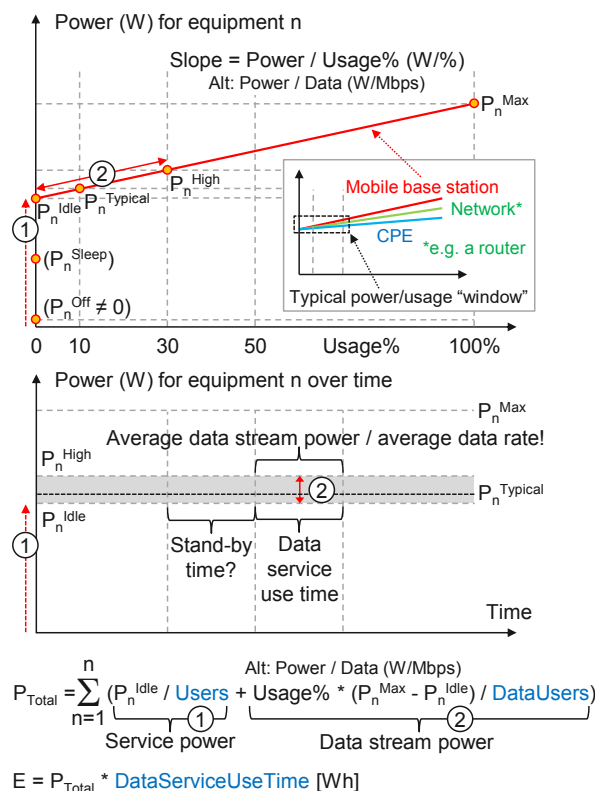 Power (W) for equipment n
Slope = Power / Usage% (W/%)
Alt: Power / Data (W/Mbps)
P_n^Max
②
P_n^High
P_n^Idle P_n^Typical
①
(P_n^Sleep)
(P_n^Off ≠ 0)
Mobile base station
Network*
CPE
*e.g. a router
Typical power/usage “window”
0 10 30 50 Usage% 100%
Power (W) for equipment n over time
P_n^Max
Average data stream power / average data rate!
P_n^High
②
P_n^Typical
P_n^Idle
①
Stand-by
time?
Data
service
use time
Time
Alt: Power / Data (W/Mbps)
P_Total = ∑_{n=1}^{n} (P_n^Idle / Users + Usage% * (P_n^Max - P_n^Idle) / DataUsers)
① ②
Service power Data stream power
E = P_Total * DataServiceUseTime [Wh]